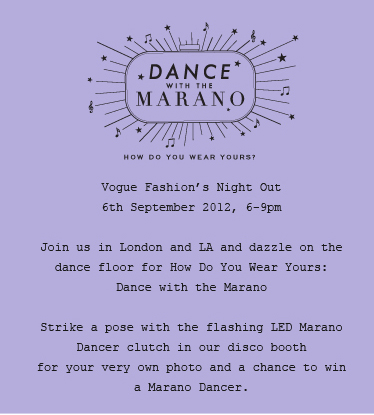 DANCE
WITH THE
MARANO
HOW DO YOU WEAR YOURS?
Vogue Fashion's Night Out
6th September 2012, 6-9pm
Join us in London and LA and dazzle on the
dance floor for How Do You Wear Yours:
Dance with the Marano
Strike a pose with the flashing LED Marano
Dancer clutch in our disco booth
for your very own photo and a chance to win
a Marano Dancer.